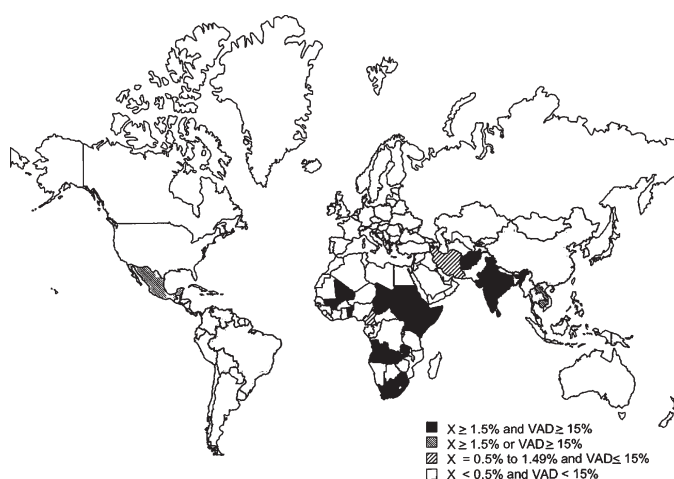 X ≥ 1.5% and VAD ≥ 15%
X ≥ 1.5% or VAD ≥ 15%
X = 0.5% to 1.49% and VAD ≤ 15%
X < 0.5% and VAD < 15%